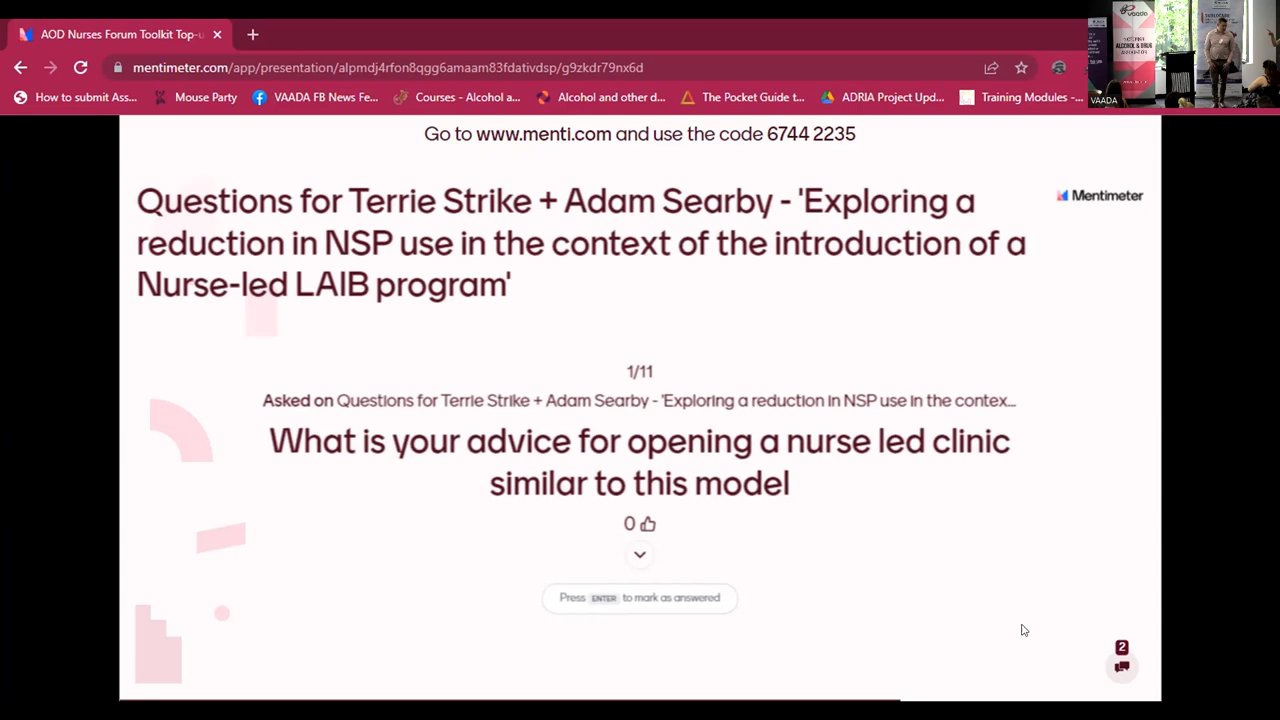 AOD Nurses Forum Toolkit Top-u
mentimeter.com/app/presentation/alpmdj4rfon8qgg6amaam83fdativdsp/g9zkdr79nx6d
How to submit Ass...
Mouse Party
VAADA FB News Fe...
Courses - Alcohol a...
Alcohol and other d...
The Pocket Guide t...
ADRIA Project Upd...
Training Modules -...
vaada
VICTORIAN
ALCOHOL & DRUG
ASSOCIATION
VAADA
Go to www.menti.com and use the code 6744 2235
Questions for Terrie Strike + Adam Searby - 'Exploring a
reduction in NSP use in the context of the introduction of a
Nurse-led LAIB program'
Mentimeter
1/11
Asked on Questions for Terrie Strike + Adam Searby - 'Exploring a reduction in NSP use in the contex...
What is your advice for opening a nurse led clinic
similar to this model
0
Press ENTER to mark as answered
2